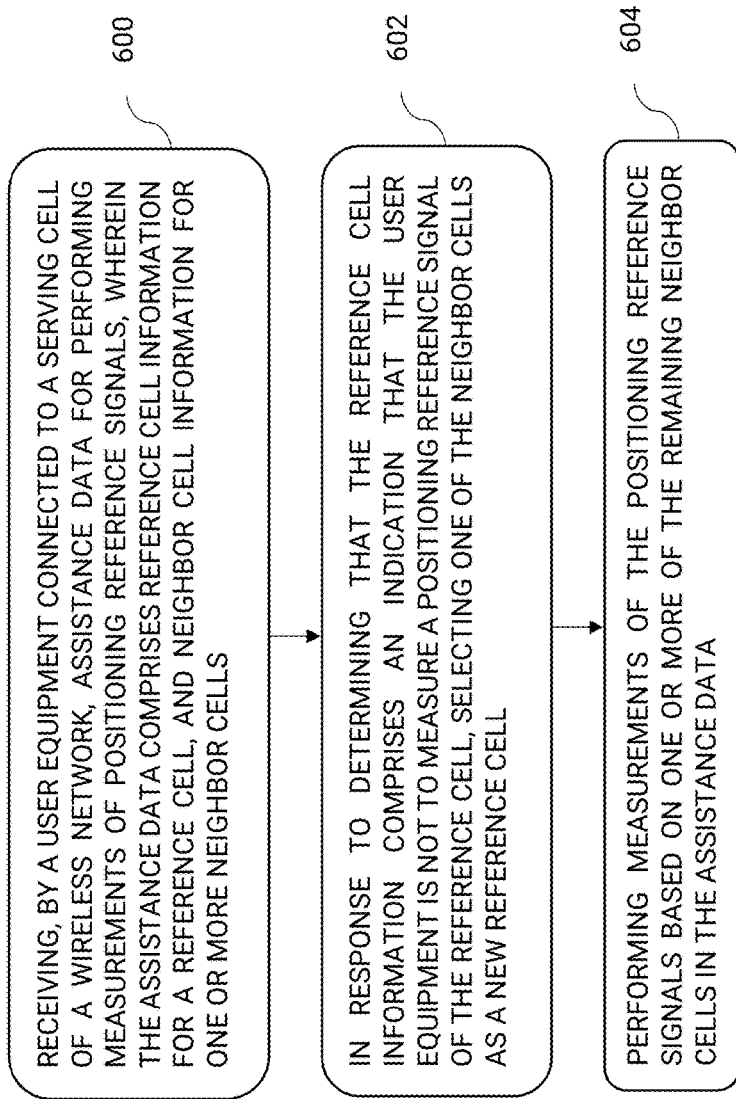 RECEIVING, BY A USER EQUIPMENT CONNECTED TO A SERVING CELL
OF A WIRELESS NETWORK, ASSISTANCE DATA FOR PERFORMING
MEASUREMENTS OF POSITIONING REFERENCE SIGNALS, WHEREIN
THE ASSISTANCE DATA COMPRISES REFERENCE CELL INFORMATION
FOR A REFERENCE CELL, AND NEIGHBOR CELL INFORMATION FOR
ONE OR MORE NEIGHBOR CELLS
600
IN RESPONSE TO DETERMINING THAT THE REFERENCE CELL
INFORMATION COMPRISES AN INDICATION THAT THE USER
EQUIPMENT IS NOT TO MEASURE A POSITIONING REFERENCE SIGNAL
OF THE REFERENCE CELL, SELECTING ONE OF THE NEIGHBOR CELLS
AS A NEW REFERENCE CELL
602
PERFORMING MEASUREMENTS OF THE POSITIONING REFERENCE
SIGNALS BASED ON ONE OR MORE OF THE REMAINING NEIGHBOR
CELLS IN THE ASSISTANCE DATA
604